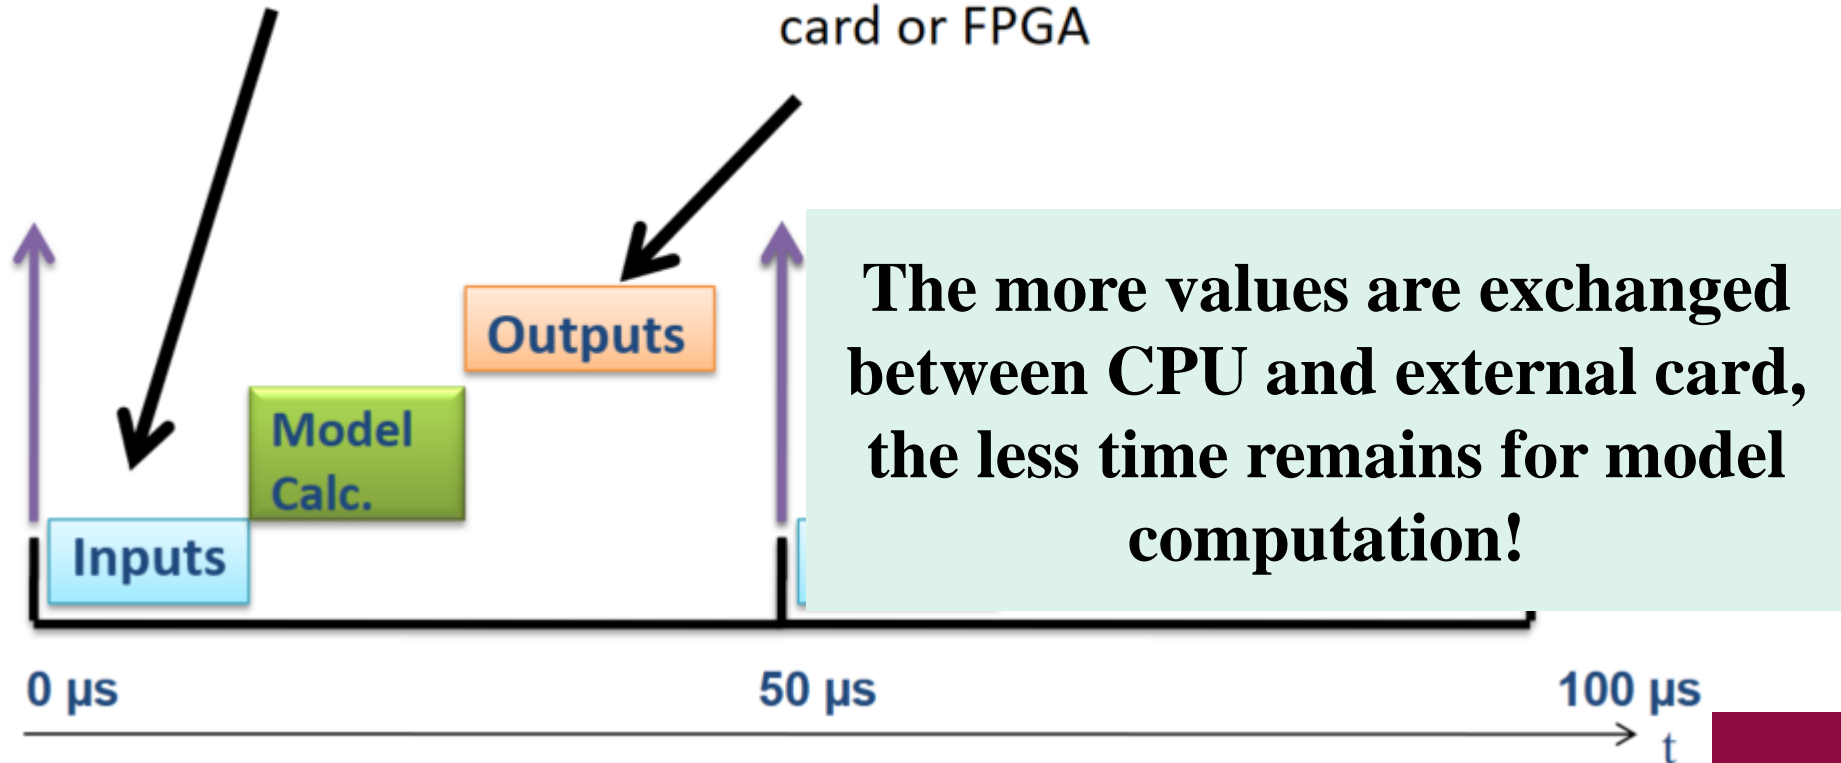 card or FPGA
The more values are exchanged
between CPU and external card,
the less time remains for model
computation!
Outputs
Model
Calc.
Inputs
0 µs
50 µs
100 µs
t